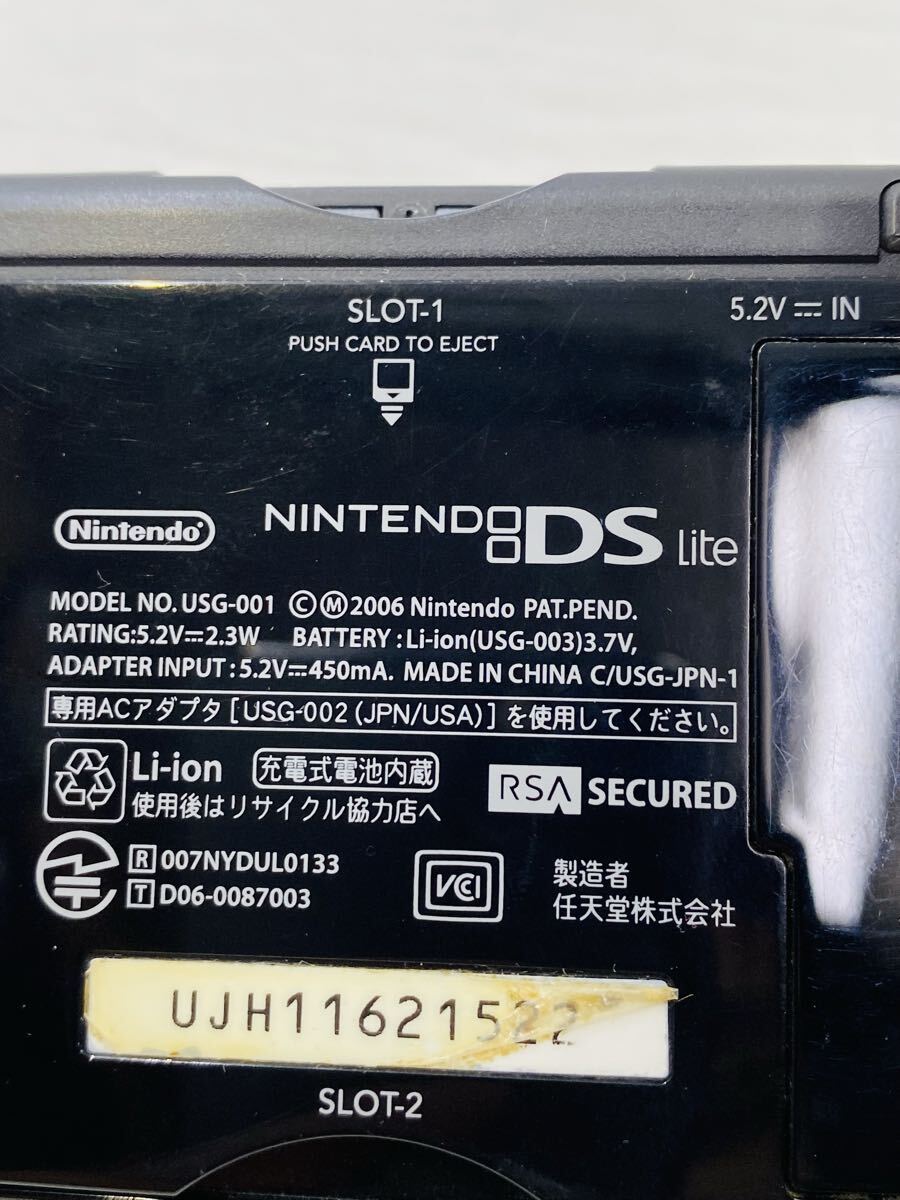 SLOT-1
5.2V⎓IN
PUSH CARD TO EJECT
Nintendo®
NINTENDO DS Lite
MODEL NO. USG-001 ©Ⓜ2006 Nintendo PAT.PEND.
RATING:5.2V⎓2.3W BATTERY:Li-ion(USG-003)3.7V,
ADAPTER INPUT:5.2V⎓450mA. MADE IN CHINA C/USG-JPN-1
専用ACアダプタ[USG-002(JPN/USA)]を使用してください。
Li-ion 充電式電池内蔵
使用後はリサイクル協力店へ
RSA SECURED
R 007NYDUL0133
T D06-0087003
VCCI
製造者
任天堂株式会社
UJH11621522
SLOT-2